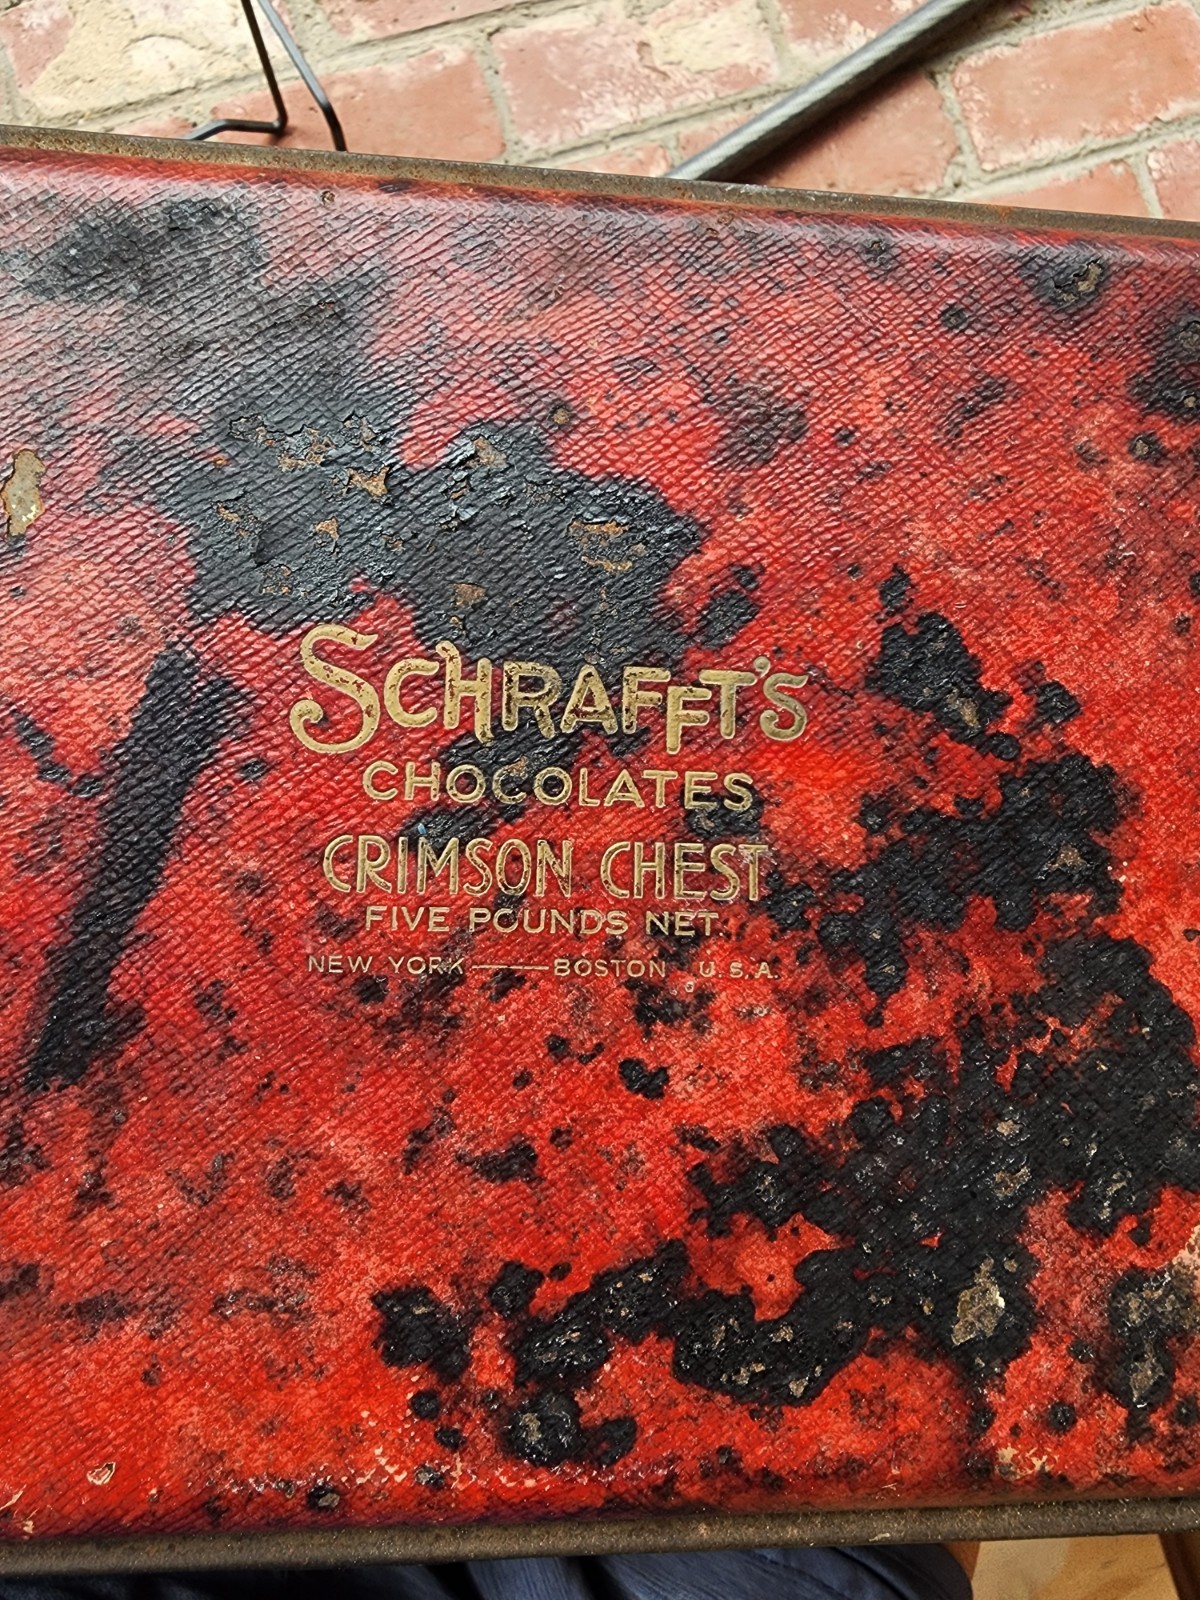 SCHRAFFT'S
CHOCOLATES
CRIMSON CHEST
FIVE POUNDS NET.
NEW YORK — BOSTON U.S.A.